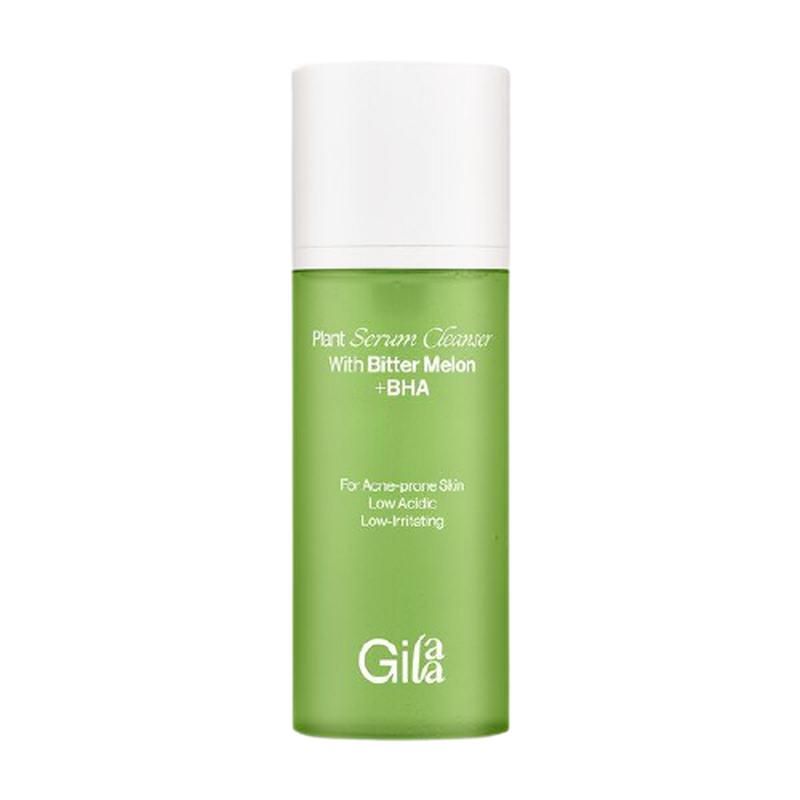 Plant Serum Cleanser
With Bitter Melon
+BHA
For Acne-prone Skin
Low Acidic
Low-Irritating
Gilaa